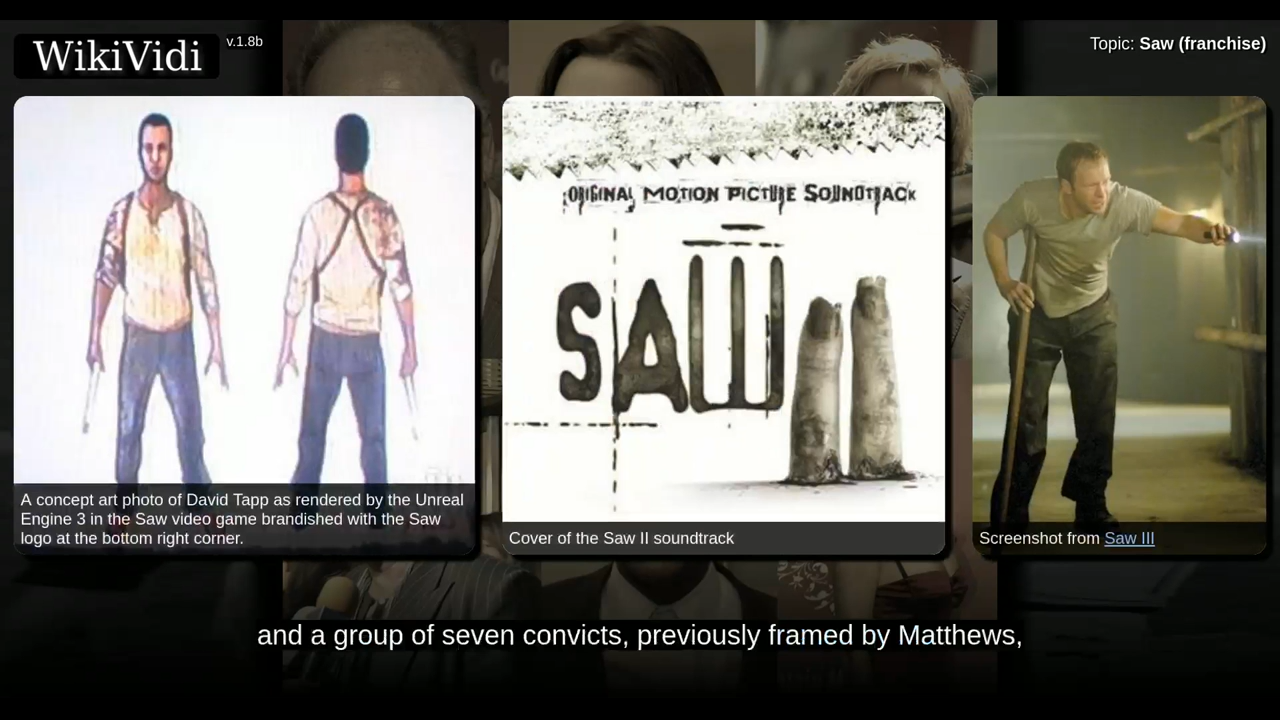 WikiVidi
v.1.8b
Topic: Saw (franchise)
ORIGINAL MOTION PICTURE SOUNDTRACK
SAW
A concept art photo of David Tapp as rendered by the Unreal
Engine 3 in the Saw video game brandished with the Saw
logo at the bottom right corner.
Cover of the Saw II soundtrack
Screenshot from Saw III
and a group of seven convicts, previously framed by Matthews,